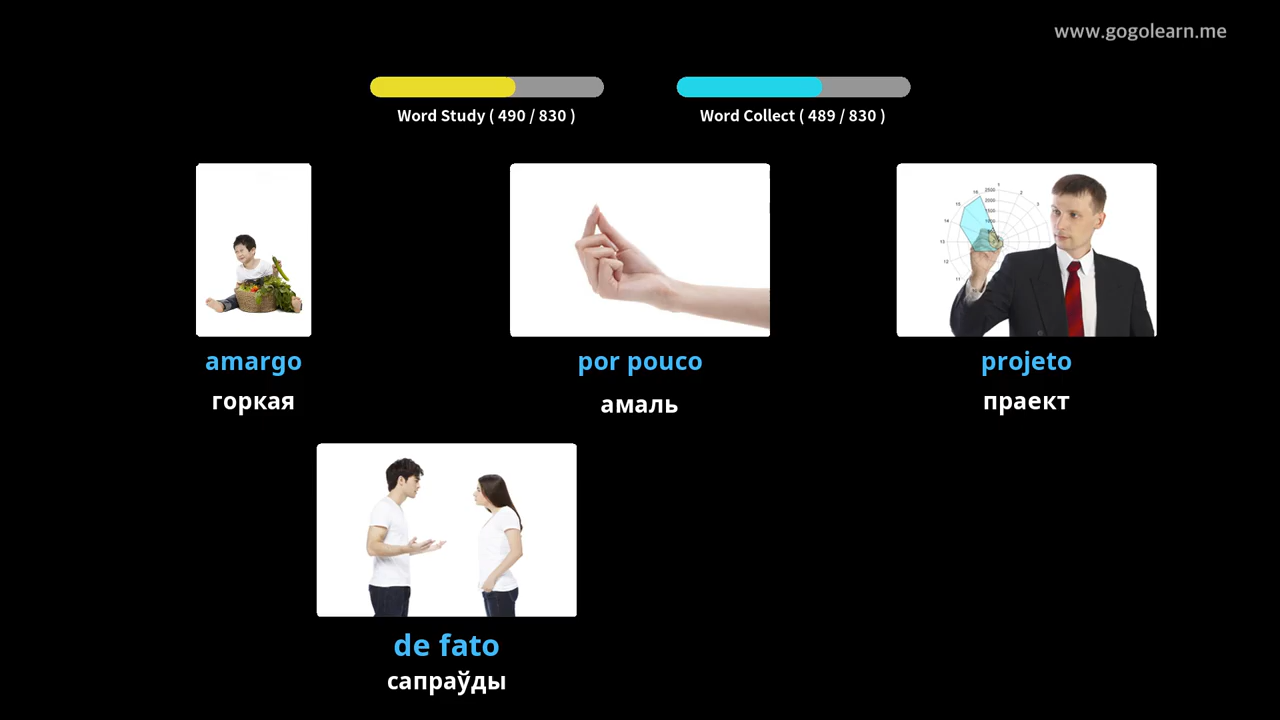 www.gogolearn.me
Word Study ( 490 / 830 )
Word Collect ( 489 / 830 )
amargo
горкая
por pouco
амаль
projeto
праект
de fato
сапраўды